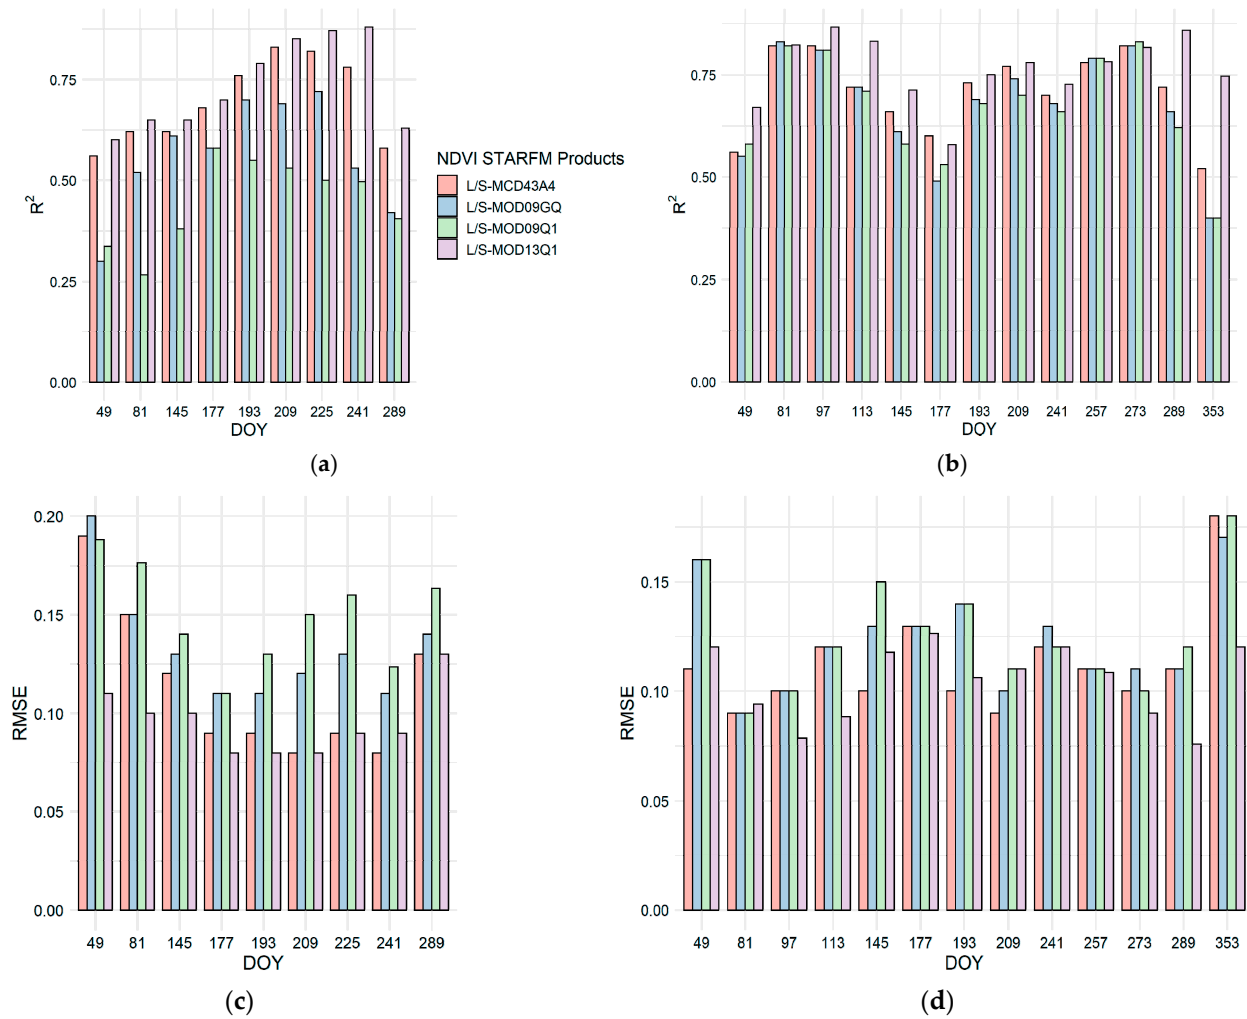 0.75
0.50
0.25
0.00
R2
49 81 145 177 193 209 225 241 289
DOY
(a)
NDVI STARFM Products
L/S-MCD43A4
L/S-MOD09GQ
L/S-MOD09Q1
L/S-MOD13Q1
0.75
0.50
0.25
0.00
R2
49 81 97 113 145 177 193 209 241 257 273 289 353
DOY
(b)
0.20
0.15
0.10
0.05
0.00
RMSE
49 81 145 177 193 209 225 241 289
DOY
(c)
0.15
0.10
0.05
0.00
RMSE
49 81 97 113 145 177 193 209 241 257 273 289 353
DOY
(d)